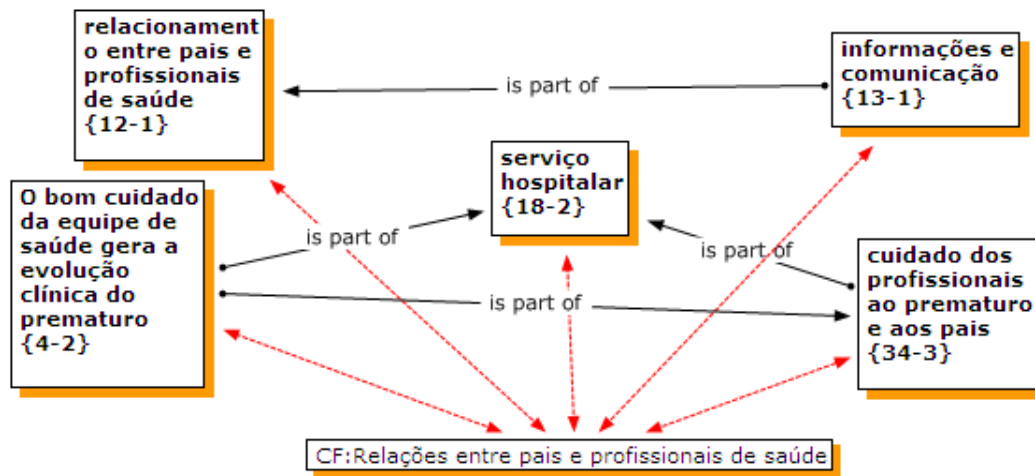 relacionament
o entre pais e
profissionais
de saúde
{12-1}
is part of
informações e
comunicação
{13-1}
serviço
hospitalar
{18-2}
O bom cuidado
da equipe de
saúde gera a
evolução
clínica do
prematuro
{4-2}
is part of
is part of
is part of
cuidado dos
profissionais
ao prematuro
e aos pais
{34-3}
CF:Relações entre pais e profissionais de saúde